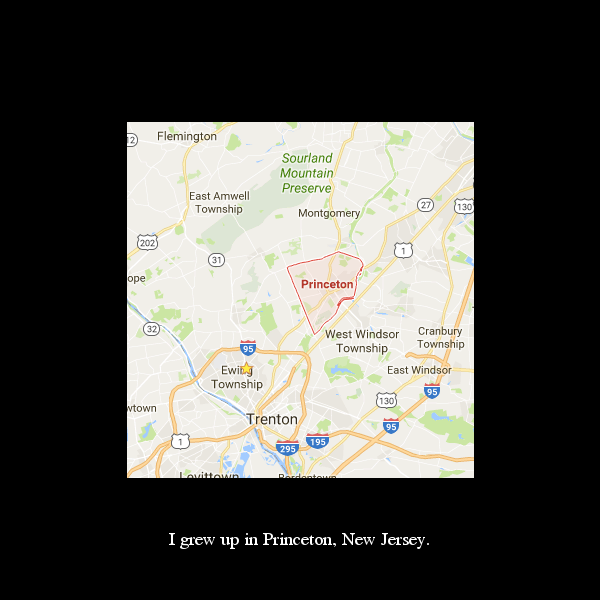 12
Flemington
Sourland
Mountain
Preserve
East Amwell
Township
Montgomery
27
130
202
1
31
ope
Princeton
32
West Windsor
Township
Cranbury
Township
95
Ewing
Township
East Windsor
95
wtown
130
Trenton
95
1
295
195
Levittown
Bordentown
I grew up in Princeton, New Jersey.